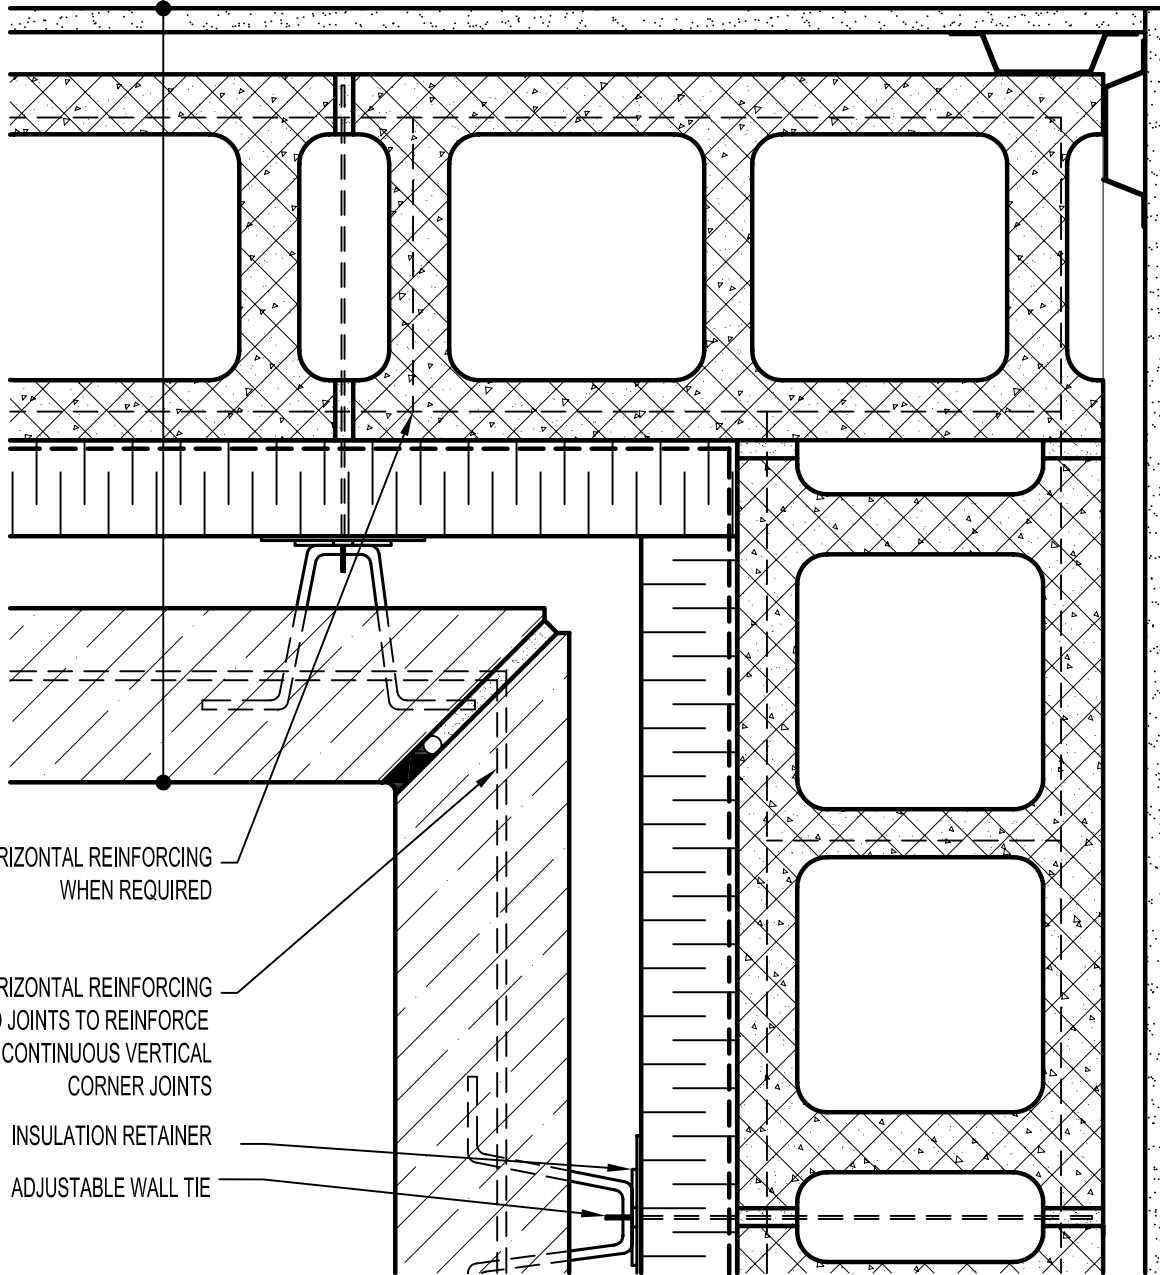 RIZONTAL REINFORCING
WHEN REQUIRED
RIZONTAL REINFORCING
JOINTS TO REINFORCE
CONTINUOUS VERTICAL
CORNER JOINTS
INSULATION RETAINER
ADJUSTABLE WALL TIE